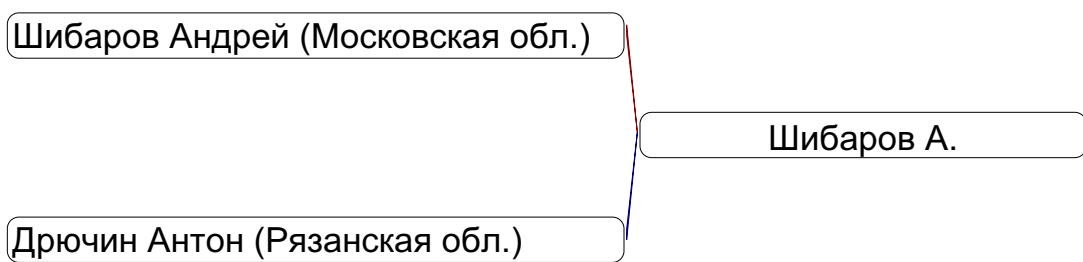 Шибаров Андрей (Московская обл.)
Шибаров А.
Дрючин Антон (Рязанская обл.)